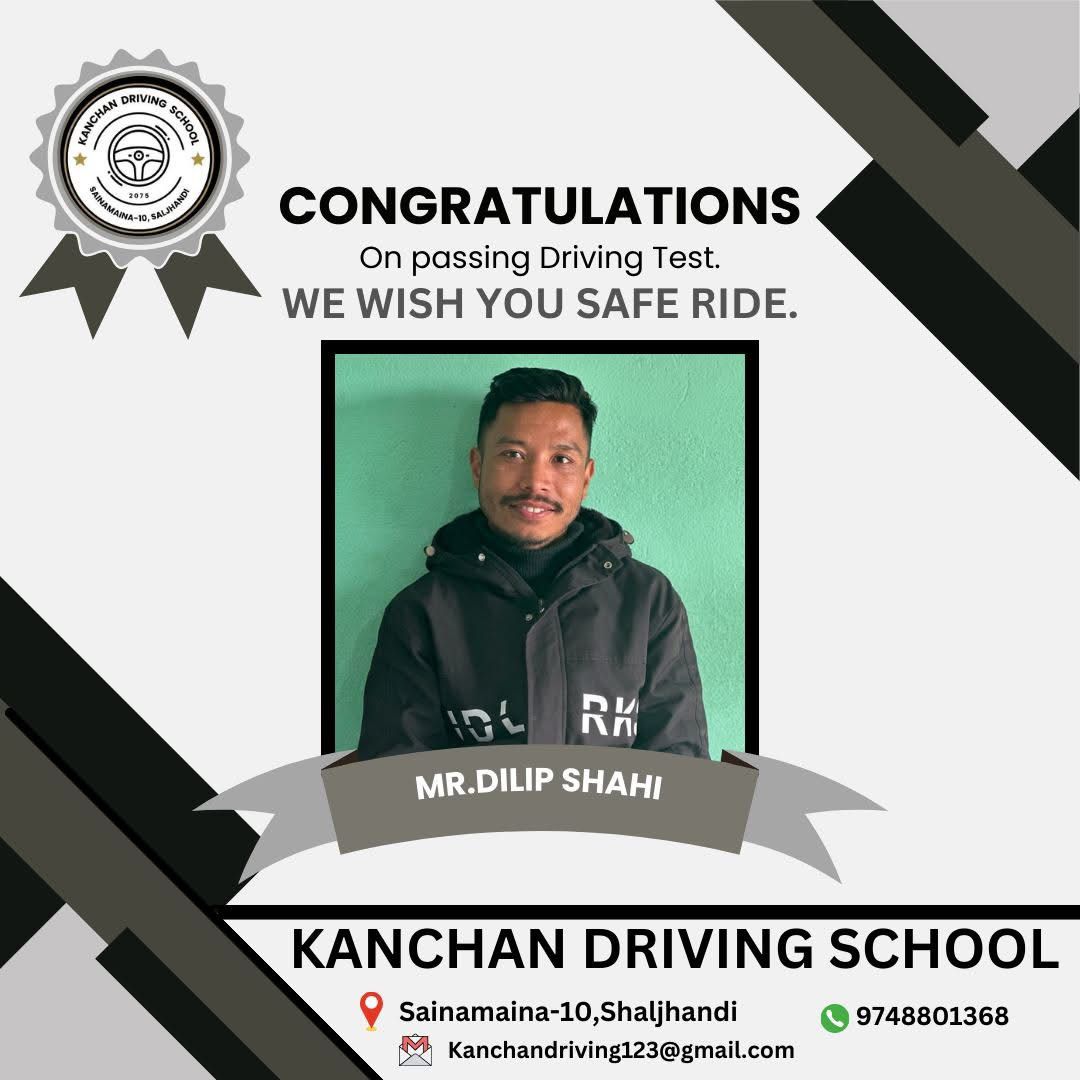 KANCHAN DRIVING SCHOOL
2075
SAINAMAINA-10, SALJHANDI
CONGRATULATIONS
On passing Driving Test.
WE WISH YOU SAFE RIDE.
RK
MR.DILIP SHAHI
KANCHAN DRIVING SCHOOL
Sainamaina-10,Shaljhandi
9748801368
Kanchandriving123@gmail.com